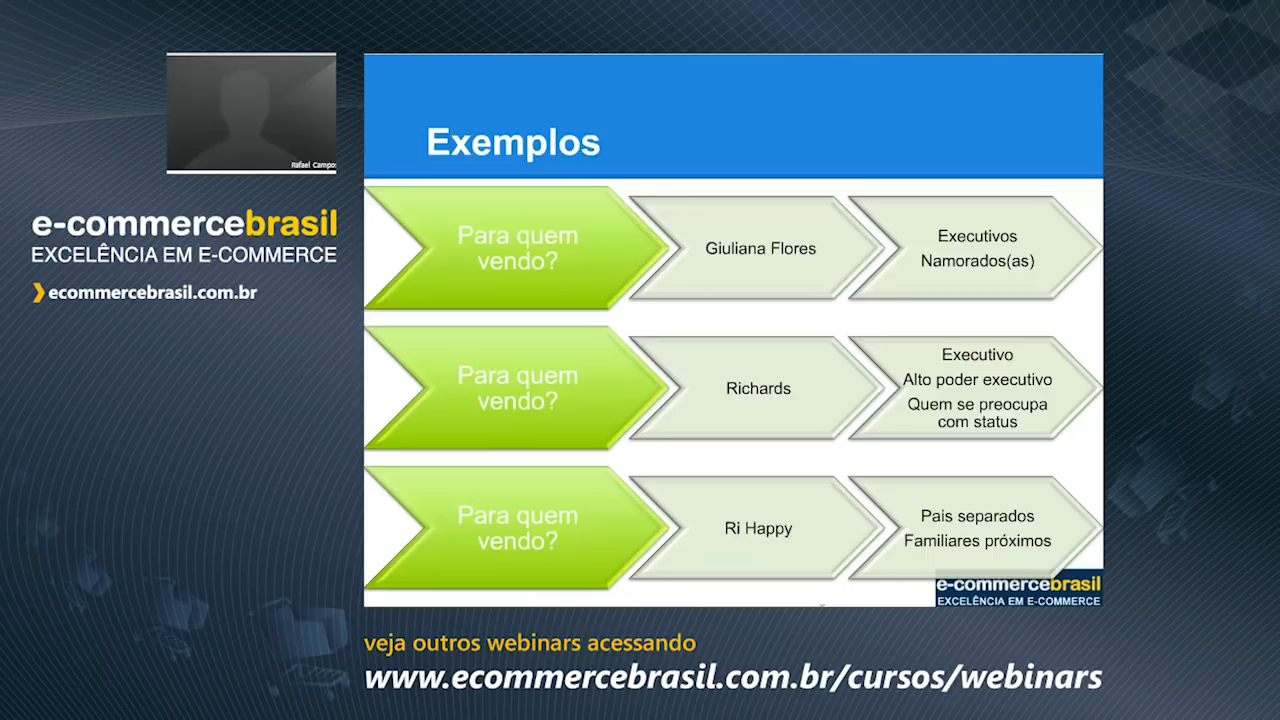 Rafael Campos
e-commercebrasil
EXCELÊNCIA EM E-COMMERCE
ecommercebrasil.com.br
Exemplos
Para quem
vendo?
Giuliana Flores
Executivos
Namorados(as)
Para quem
vendo?
Richards
Executivo
Alto poder executivo
Quem se preocupa
com status
Para quem
vendo?
Ri Happy
Pais separados
Familiares próximos
e-commercebrasil
EXCELÊNCIA EM E-COMMERCE
veja outros webinars acessando
www.ecommercebrasil.com.br/cursos/webinars